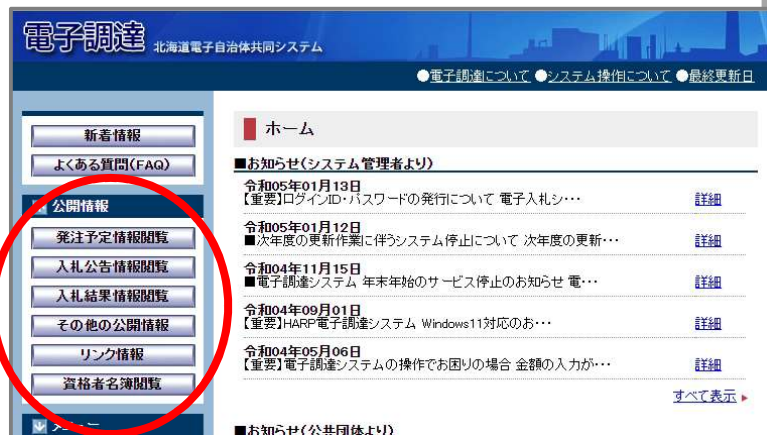 電子調達 北海道電子自治体共同システム
●電子調達について ●システム操作について ●最終更新日
新着情報
よくある質問(FAQ)
公開情報
発注予定情報閲覧
入札公告情報閲覧
入札結果情報閲覧
その他の公開情報
リンク情報
資格者名簿閲覧
ホーム
■お知らせ(システム管理者より)
令和05年01月13日
【重要】ログインID・パスワードの発行について 電子入札シ・・・ 詳細
令和05年01月12日
■次年度の更新作業に伴うシステム停止について 次年度の更新・・・ 詳細
令和04年11月15日
■電子調達システム 年末年始のサービス停止のお知らせ 電・・・ 詳細
令和04年09月01日
【重要】HARP電子調達システム Windows11対応のお・・・ 詳細
令和04年05月06日
【重要】電子調達システムの操作でお困りの場合 金額の入力が・・・ 詳細
すべて表示
■お知らせ(公共団体より)